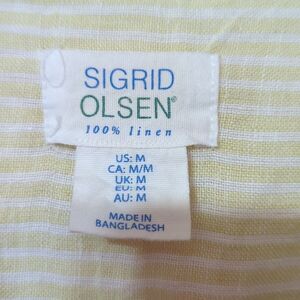 SIGRID
OLSEN®
100% linen
US: M
CA: M/M
UK: M
EU: M
AU: M
MADE IN
BANGLADESH